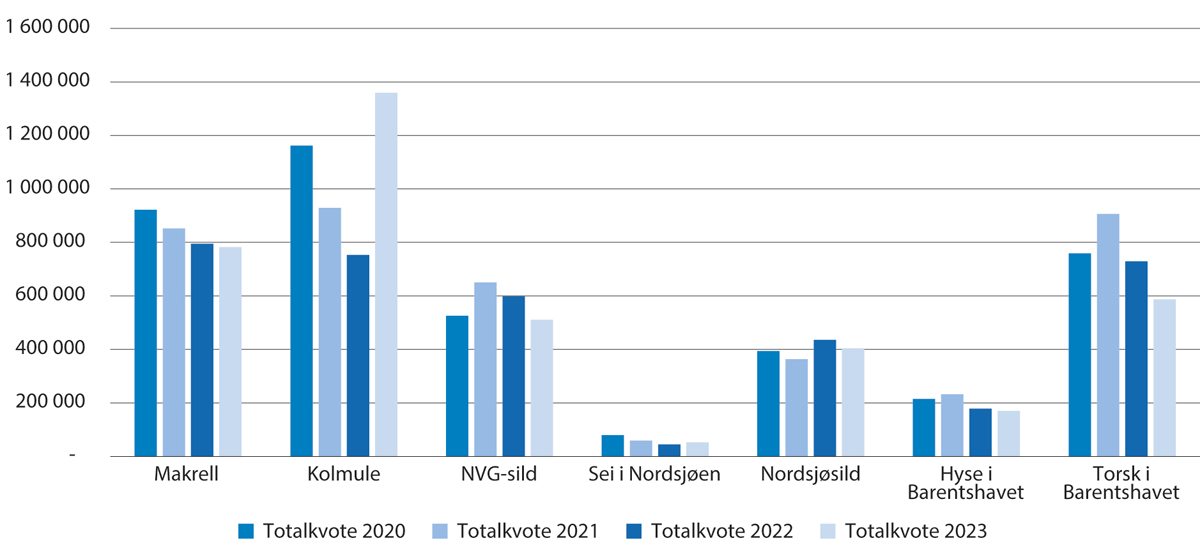 1 600 000
1 400 000
1 200 000
1 000 000
800 000
600 000
400 000
200 000
-
Makrell
Kolmule
NVG-sild
Sei i Nordsjøen
Nordsjøsild
Hyse i
Barentshavet
Torsk i
Barentshavet
Totalkvote 2020
Totalkvote 2021
Totalkvote 2022
Totalkvote 2023